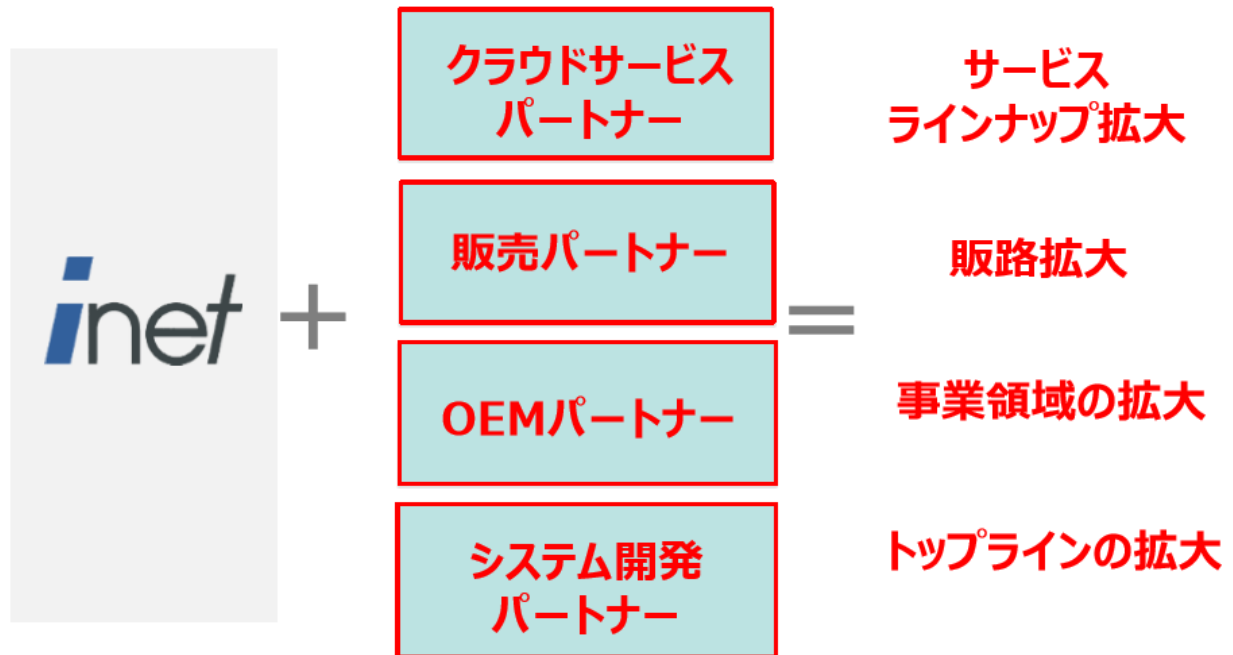 クラウドサービス
パートナー
サービス
ラインナップ拡大
販売パートナー
販路拡大
inet
+
=
OEMパートナー
事業領域の拡大
システム開発
パートナー
トップラインの拡大